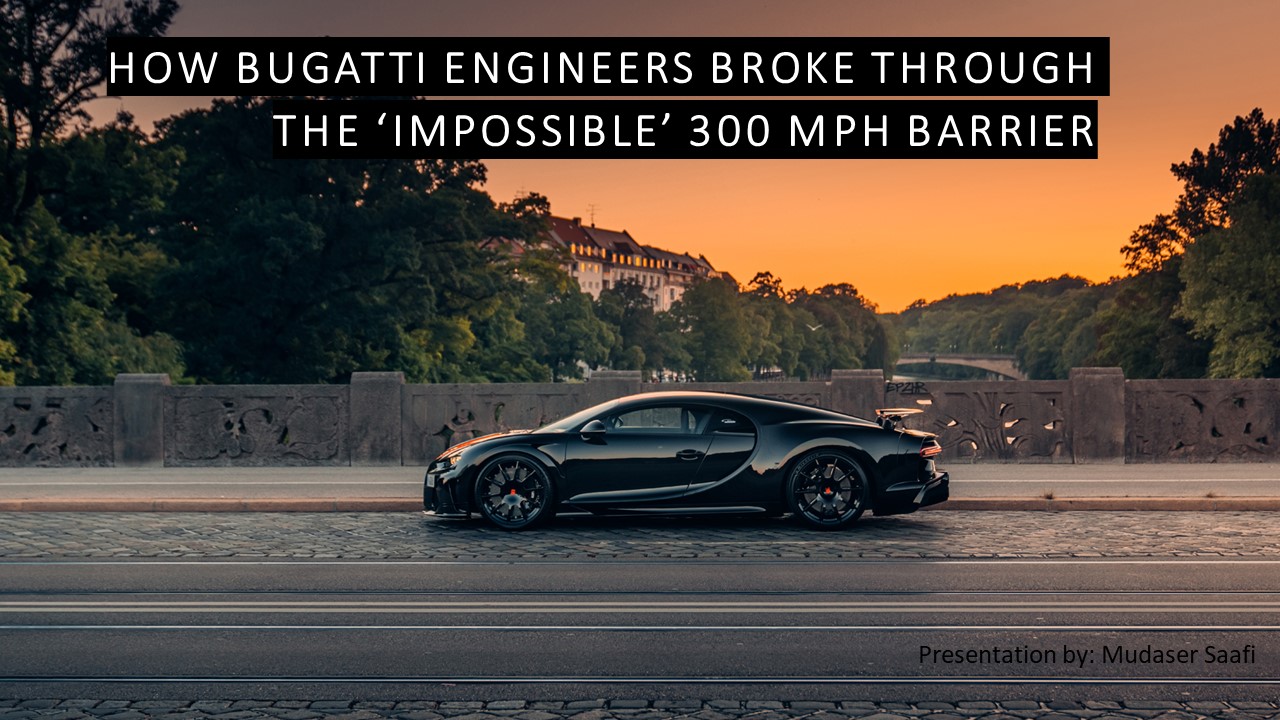 HOW BUGATTI ENGINEERS BROKE THROUGH
THE ‘IMPOSSIBLE’ 300 MPH BARRIER
Presentation by: Mudaser Saafi